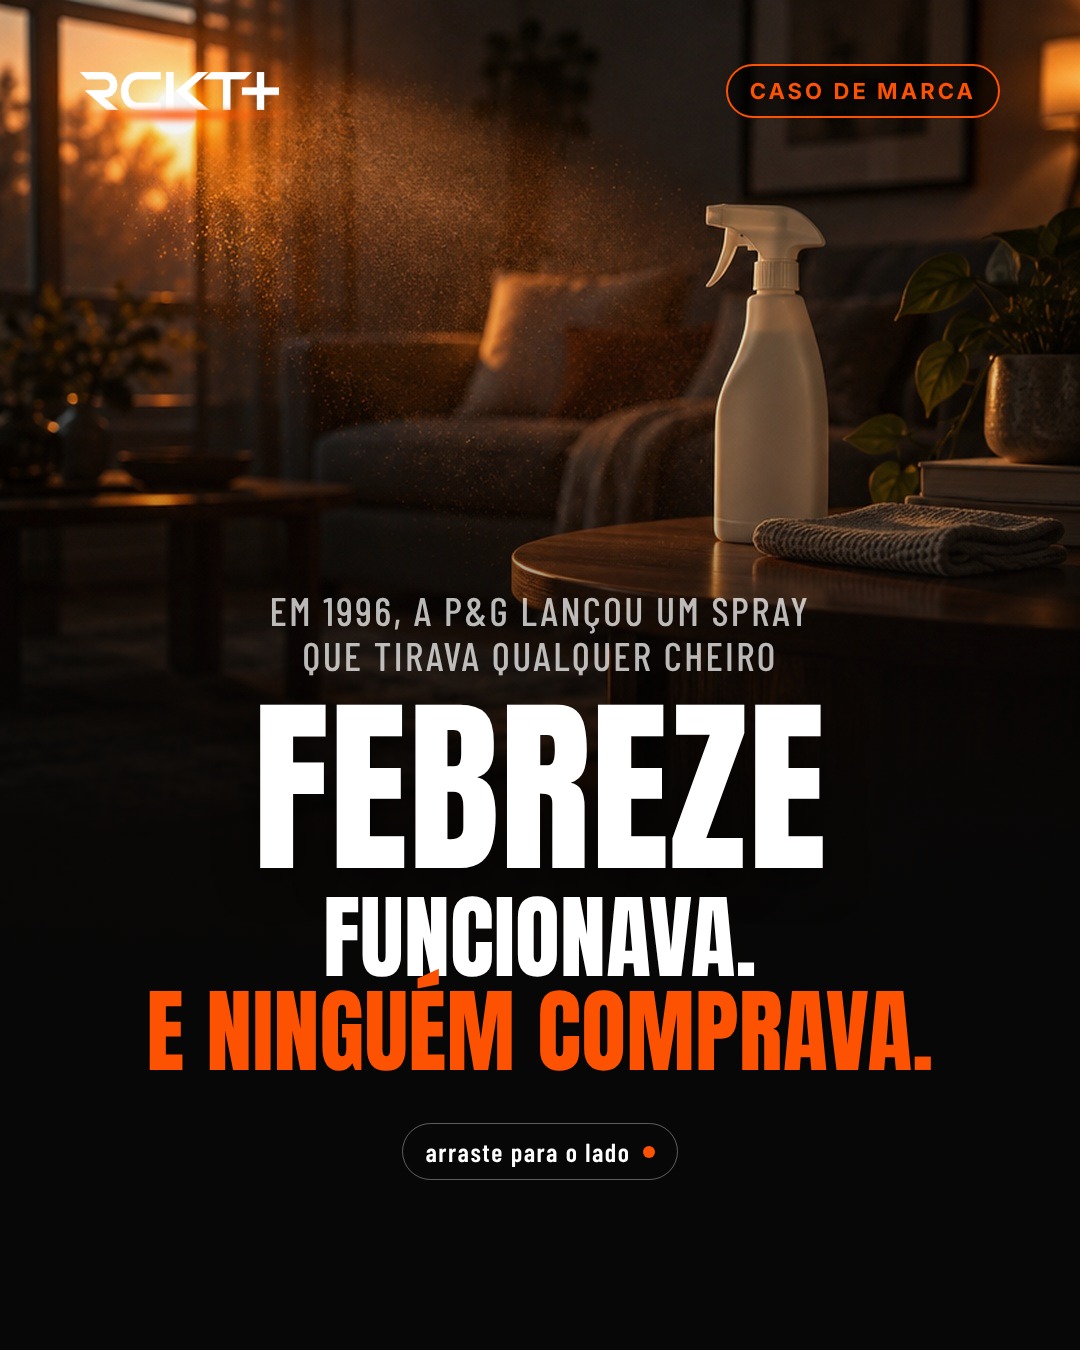 RCKT+
CASO DE MARCA
EM 1996, A P&G LANÇOU UM SPRAY
QUE TIRAVA QUALQUER CHEIRO
FEBREZE
FUNCIONAVA.
E NINGUÉM COMPRAVA.
arraste para o lado